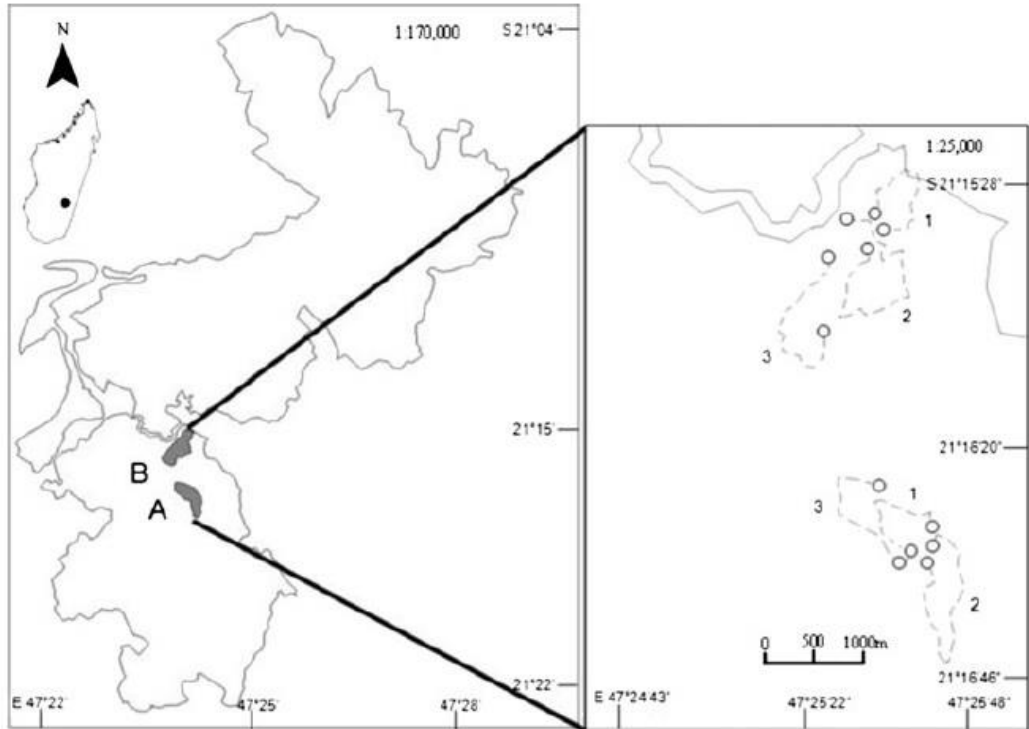 N
1:170,000
S 21°04'
21°15'
B
A
21°22'
E 47°22'
47°25'
47°28'
1:25,000
S 21°15'28"
1
2
3
21°16'20"
1
3
2
0 500 1000m
21°16'46"
E 47°24'43"
47°25'22"
47°25'48"